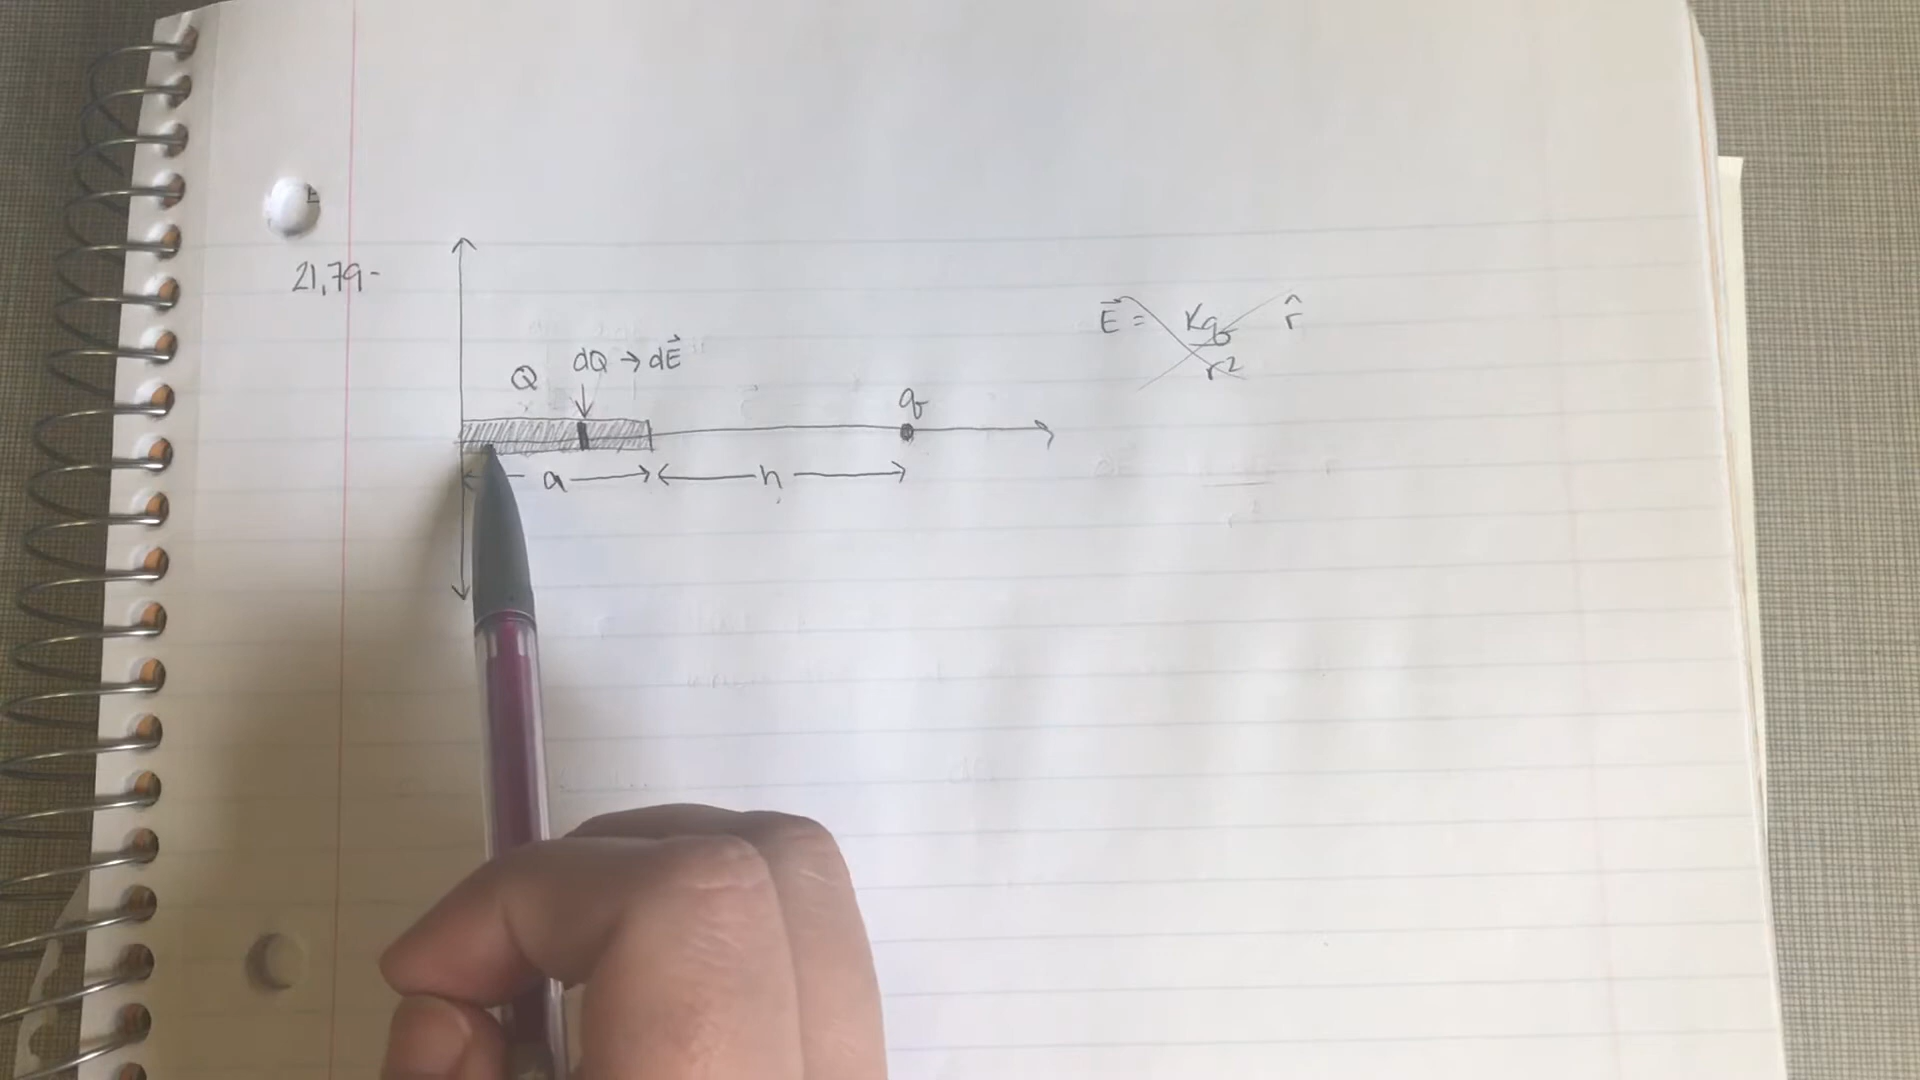 21,79-
Q dQ → dE⃗
q
a
n
E⃗ = Kq/r² r̂